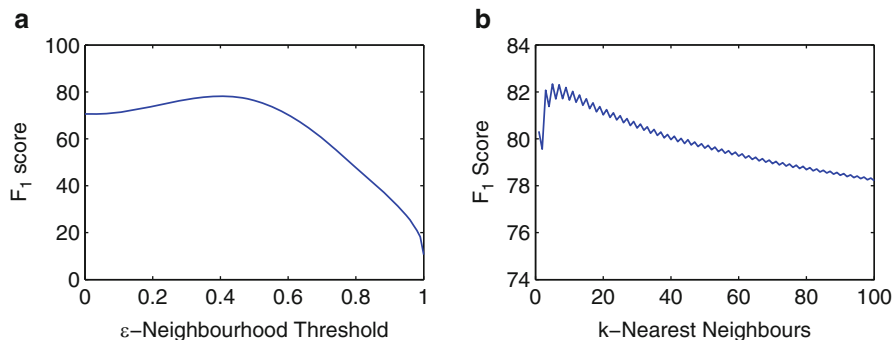 a
100
80
60
40
20
0
F1 score
0 0.2 0.4 0.6 0.8 1
ε−Neighbourhood Threshold
b
84
82
80
78
76
74
F1 Score
0 20 40 60 80 100
k−Nearest Neighbours